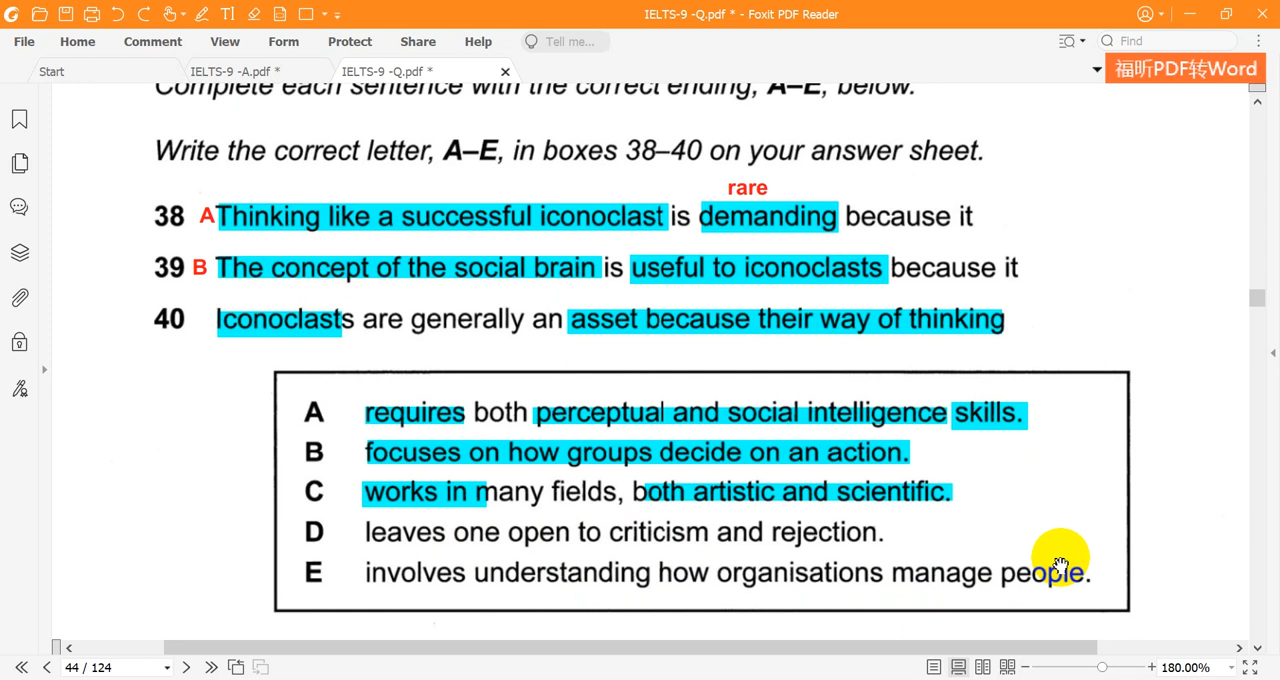 IELTS-9 -Q.pdf * - Foxit PDF Reader
File Home Comment View Form Protect Share Help Tell me... Find
Start IELTS-9 -A.pdf * IELTS-9 -Q.pdf * 福昕PDF转Word
Complete each sentence with the correct ending, A–E, below.
Write the correct letter, A–E, in boxes 38–40 on your answer sheet.
rare
38 A Thinking like a successful iconoclast is demanding because it
39 B The concept of the social brain is useful to iconoclasts because it
40 Iconoclasts are generally an asset because their way of thinking
A requires both perceptual and social intelligence skills.
B focuses on how groups decide on an action.
C works in many fields, both artistic and scientific.
D leaves one open to criticism and rejection.
E involves understanding how organisations manage people.
44 / 124 180.00%